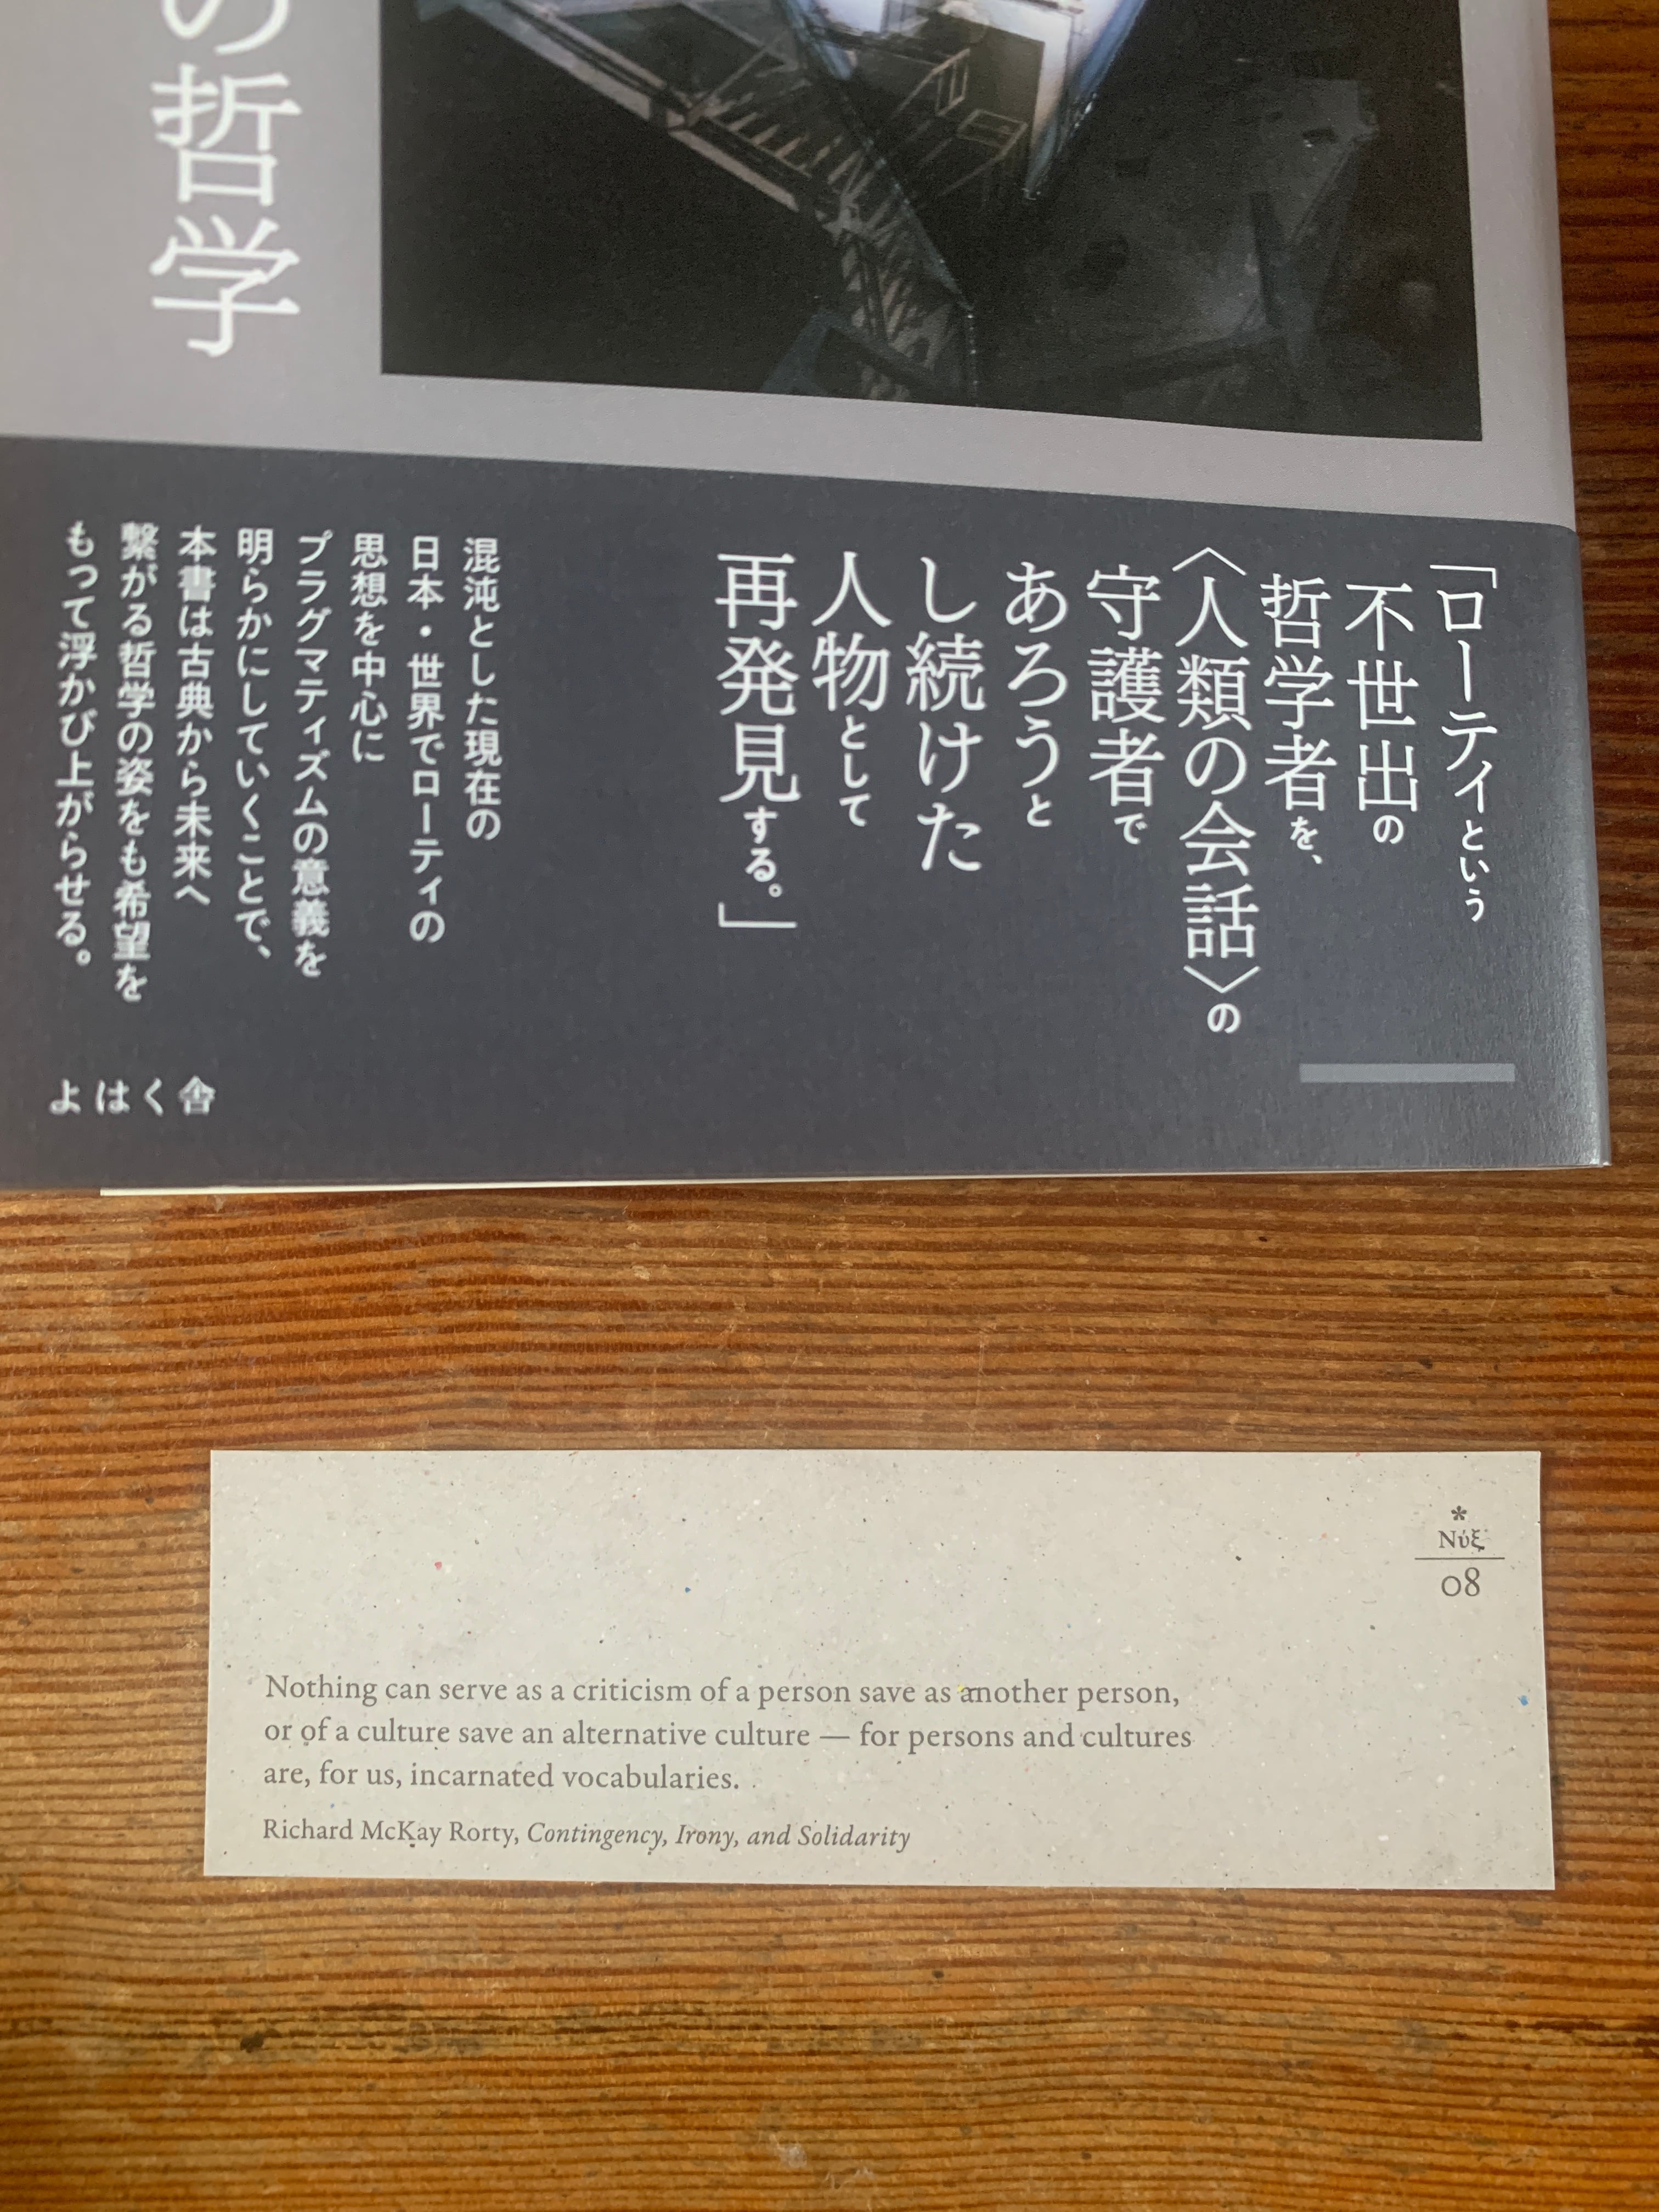 の哲学
「ローティという
不世出の
哲学者を、
〈人類の会話〉の
守護者で
あろうと
し続けた
人物として
再発見する。」
混沌とした現在の
日本・世界でローティの
思想を中心に
プラグマティズムの意義を
明らかにしていくことで、
本書は古典から未来へ
繋がる哲学の姿をも希望を
もって浮かび上がらせる。
よはく舎
*
Νύξ
08
Nothing can serve as a criticism of a person save as another person,
or of a culture save an alternative culture — for persons and cultures
are, for us, incarnated vocabularies.
Richard McKay Rorty, Contingency, Irony, and Solidarity